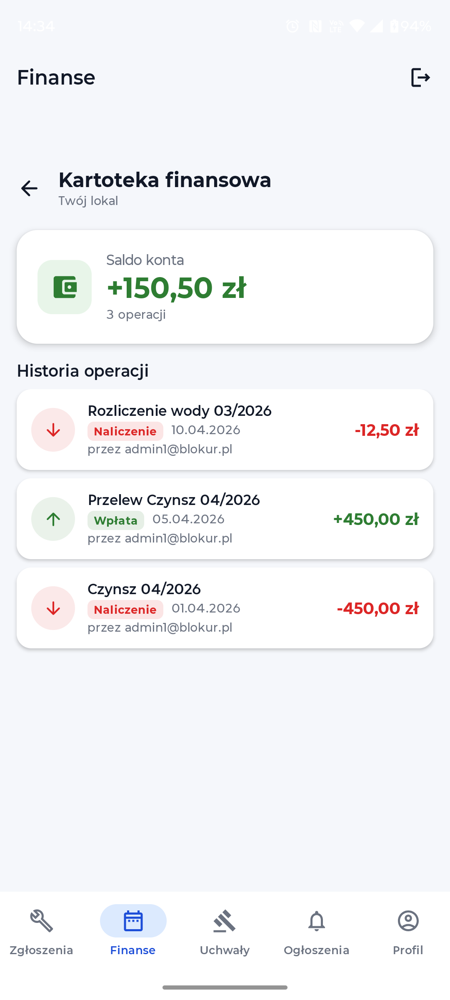 14:34
Vo LTE
94%
Finanse
Kartoteka finansowa
Twój lokal
Saldo konta
+150,50 zł
3 operacji
Historia operacji
Rozliczenie wody 03/2026
Naliczenie 10.04.2026
-12,50 zł
przez admin1@blokur.pl
Przelew Czynsz 04/2026
Wpłata 05.04.2026
+450,00 zł
przez admin1@blokur.pl
Czynsz 04/2026
Naliczenie 01.04.2026
-450,00 zł
przez admin1@blokur.pl
Zgłoszenia
Finanse
Uchwały
Ogłoszenia
Profil